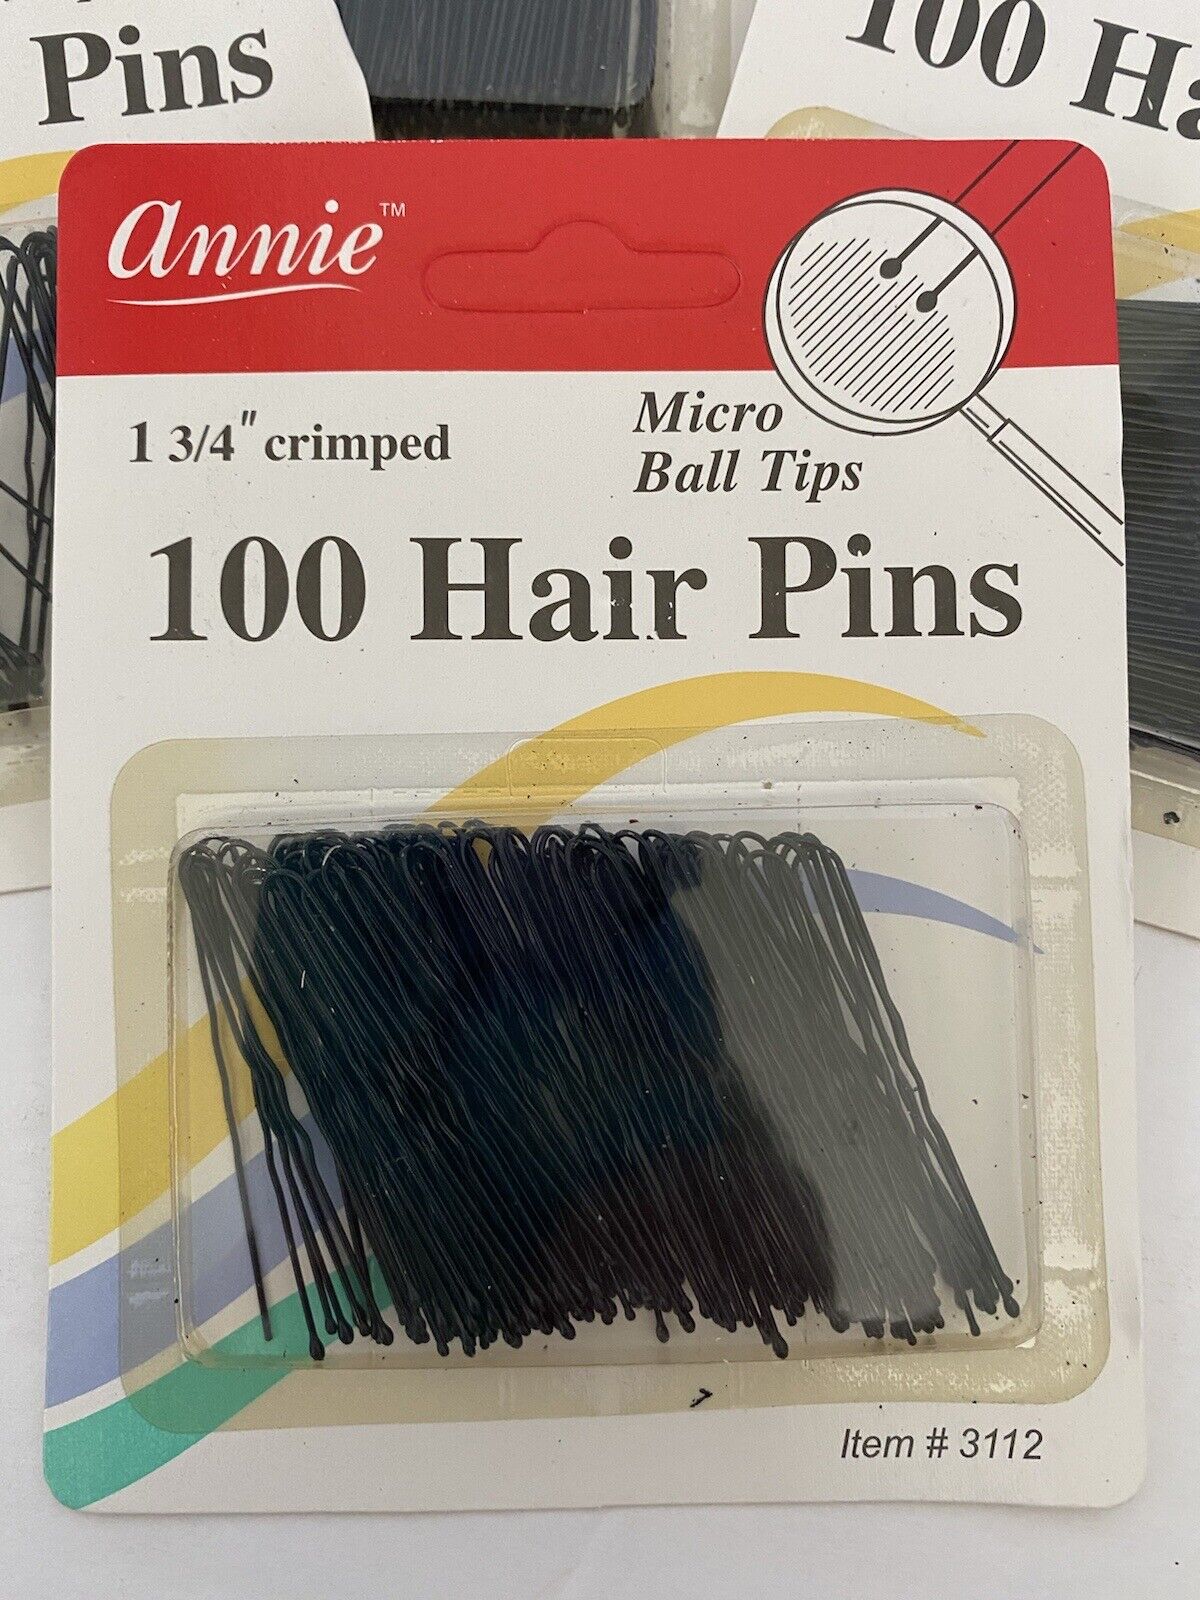 Pins
100 Ha
annie™
1 3/4" crimped
Micro
Ball Tips
100 Hair Pins
Item # 3112